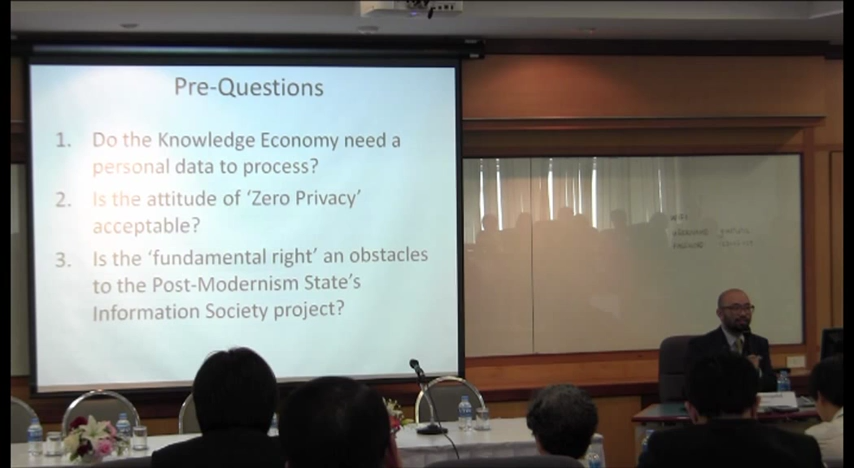 Pre-Questions
1. Do the Knowledge Economy need a
personal data to process?
2. Is the attitude of ‘Zero Privacy’
acceptable?
3. Is the ‘fundamental right’ an obstacles
to the Post-Modernism State’s
Information Society project?